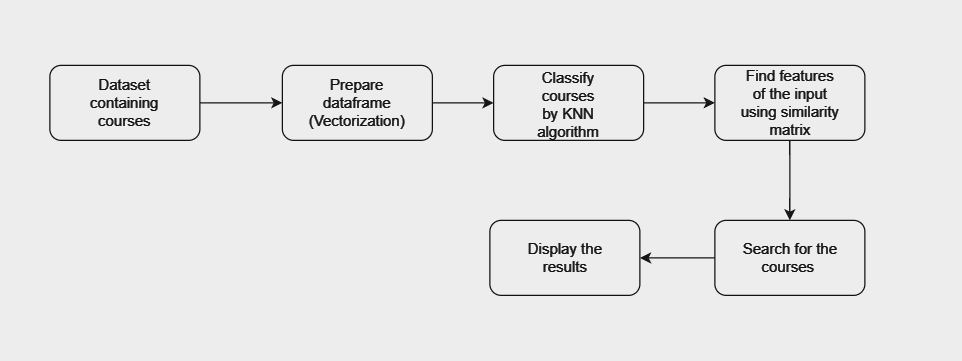 Dataset
containing
courses
Prepare
dataframe
(Vectorization)
Classify
courses
by KNN
algorithm
Find features
of the input
using similarity
matrix
Search for the
courses
Display the
results